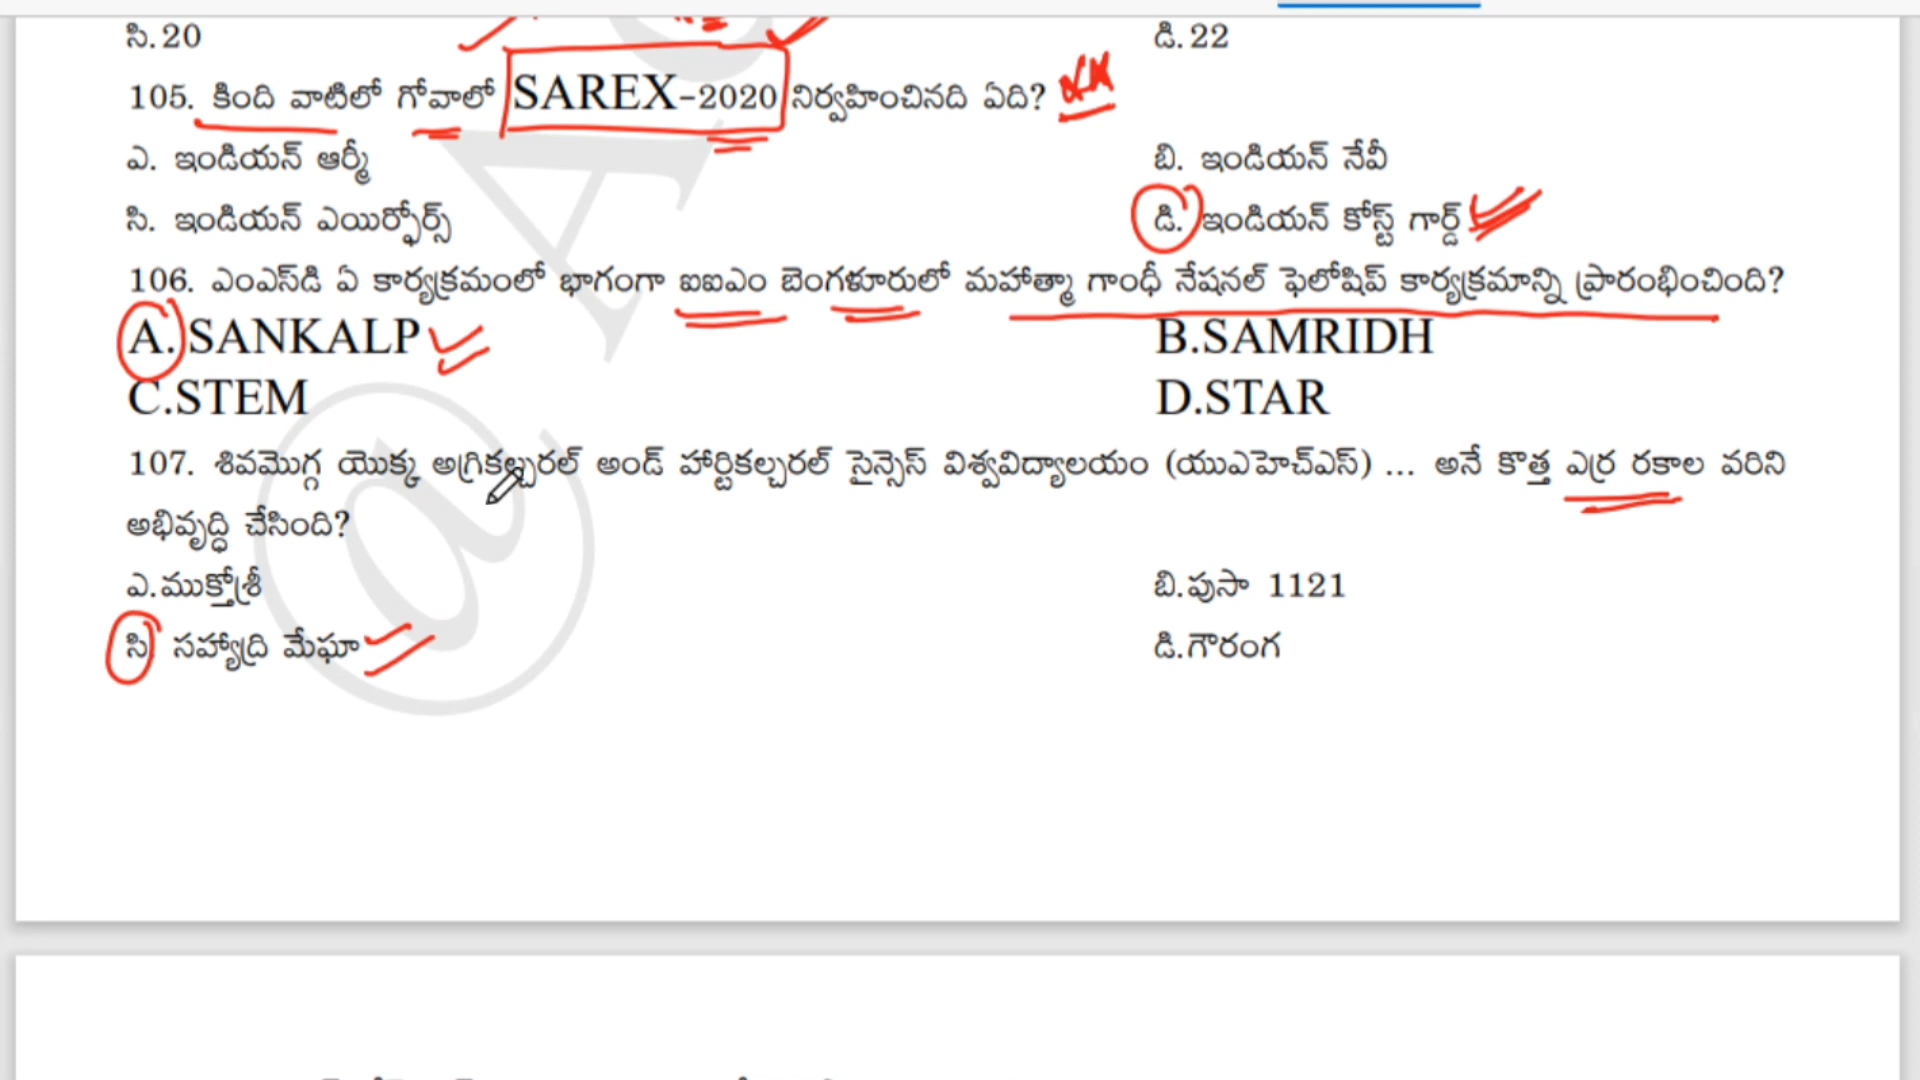 సి.20
డి.22
105. కింది వాటిలో గోవాలో SAREX-2020 నిర్వహించినది ఏది?
ఎ. ఇండియన్ ఆర్మీ
బి. ఇండియన్ నేవీ
సి. ఇండియన్ ఎయిర్ఫోర్స్
డి. ఇండియన్ కోస్ట్ గార్డ్
106. ఎంఎస్‌డి ఏ కార్యక్రమంలో భాగంగా ఐఐఎం బెంగళూరులో మహాత్మా గాంధీ నేషనల్ ఫెలోషిప్ కార్యక్రమాన్ని ప్రారంభించింది?
A. SANKALP
B.SAMRIDH
C.STEM
D.STAR
107. శివమొగ్గ యొక్క అగ్రికల్చరల్ అండ్ హార్టికల్చరల్ సైన్సెస్ విశ్వవిద్యాలయం (యుఎహెచ్ఎస్) ... అనే కొత్త ఎర్ర రకాల వరిని
అభివృద్ధి చేసింది?
ఎ.ముక్తోశ్రీ
బి.పుసా 1121
సి. సహ్యాద్రి మేఘా
డి.గౌరంగ